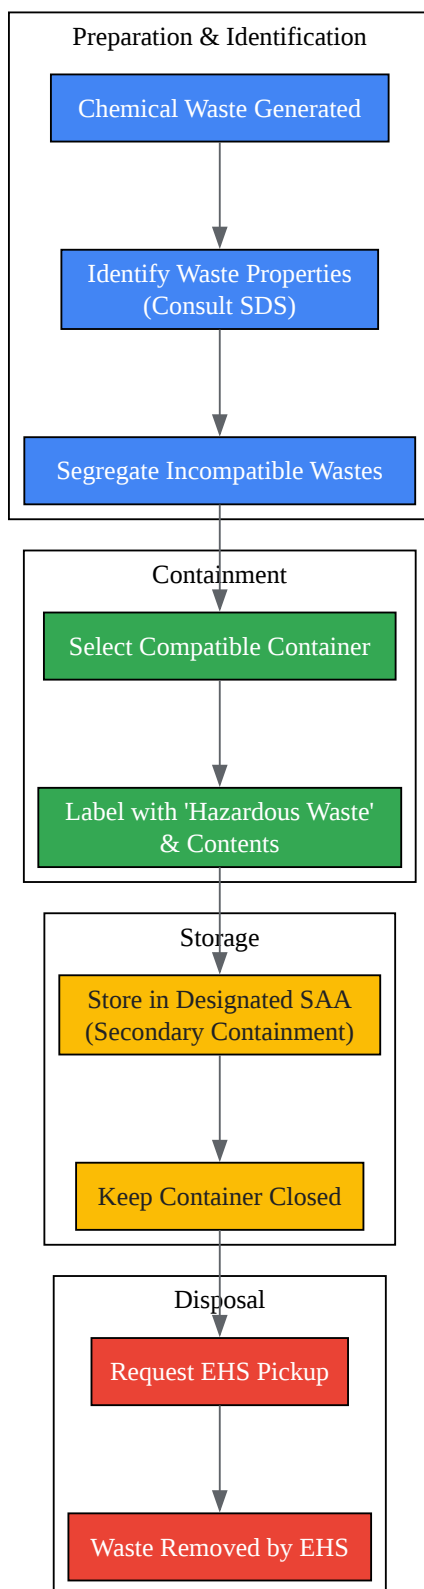 Preparation & Identification
Chemical Waste Generated
Identify Waste Properties
(Consult SDS)
Segregate Incompatible Wastes
Containment
Select Compatible Container
Label with 'Hazardous Waste'
& Contents
Storage
Store in Designated SAA
(Secondary Containment)
Keep Container Closed
Disposal
Request EHS Pickup
Waste Removed by EHS